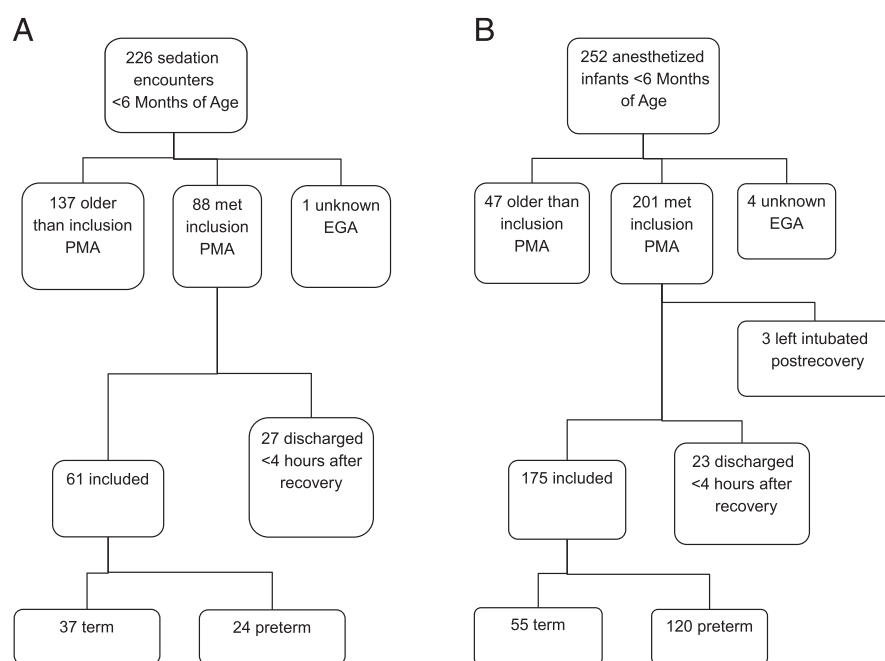 A
226 sedation
encounters
<6 Months of Age
137 older
than inclusion
PMA
88 met
inclusion
PMA
1 unknown
EGA
61 included
27 discharged
<4 hours after
recovery
37 term
24 preterm
B
252 anesthetized
infants <6 Months
of Age
47 older than
inclusion
PMA
201 met
inclusion
PMA
4 unknown
EGA
3 left intubated
postrecovery
175 included
23 discharged
<4 hours after
recovery
55 term
120 preterm